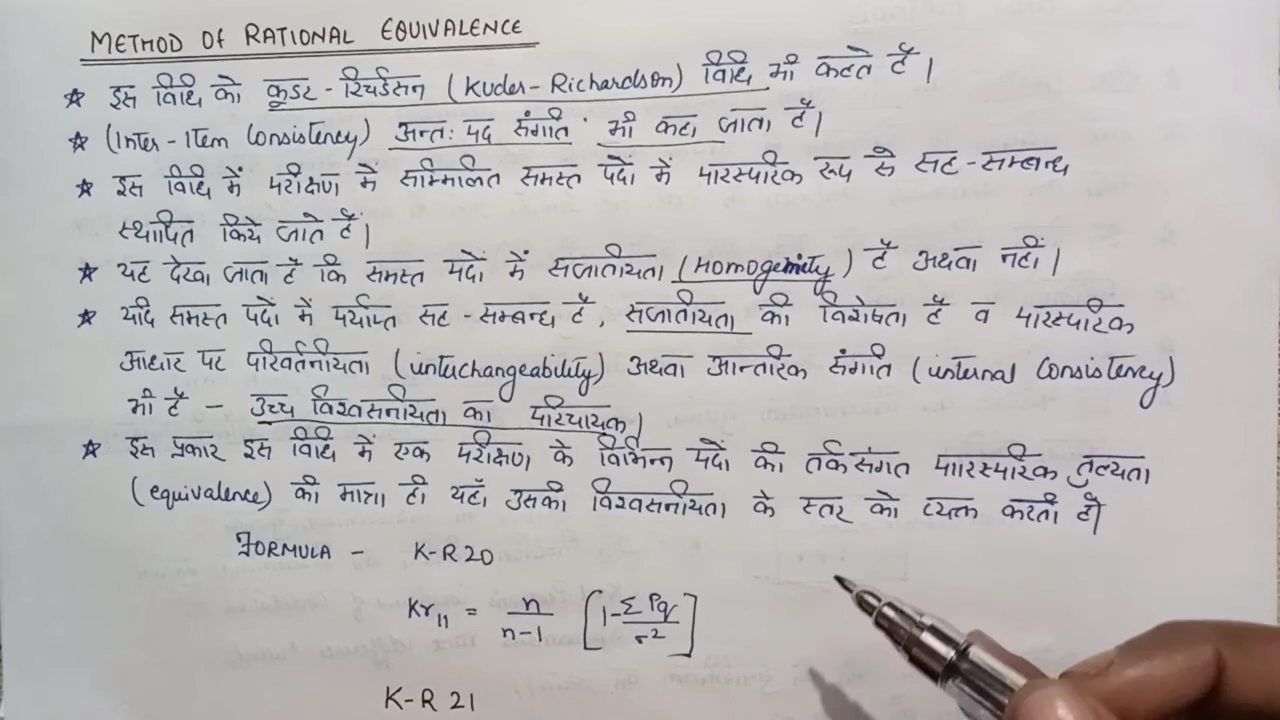 METHOD OF RATIONAL EQUIVALENCE
★ इस विधि को कूडर-रिचर्डसन (Kuder-Richardson) विधि भी कहते हैं।
★ (Inter-Item Consistency) अन्तः पद संगति भी कहा जाता है।
★ इस विधि में परीक्षण में सम्मिलित समस्त पदों में पारस्परिक रूप से सह-सम्बन्ध
स्थापित किये जाते हैं।
★ यह देखा जाता है कि समस्त पदों में सजातीयता (Homogenity) है अथवा नहीं।
★ यदि समस्त पदों में पर्याप्त सह-सम्बन्ध है, सजातीयता की विशेषता है व पारस्परिक
आधार पर परिवर्तनीयता (interchangeability) अथवा आन्तरिक संगति (internal Consistency)
भी है - उच्च विश्वसनीयता का परिचायक।
★ इस प्रकार इस विधि में एक परीक्षण के विभिन्न पदों की तर्कसंगत पारस्परिक तुल्यता
(equivalence) की मात्रा ही यहाँ उसकी विश्वसनीयता के स्तर को व्यक्त करती है।
FORMULA - K-R 20
Kr₁₁ = n/(n-1) [1 - Σpq/σ²]
K-R 21